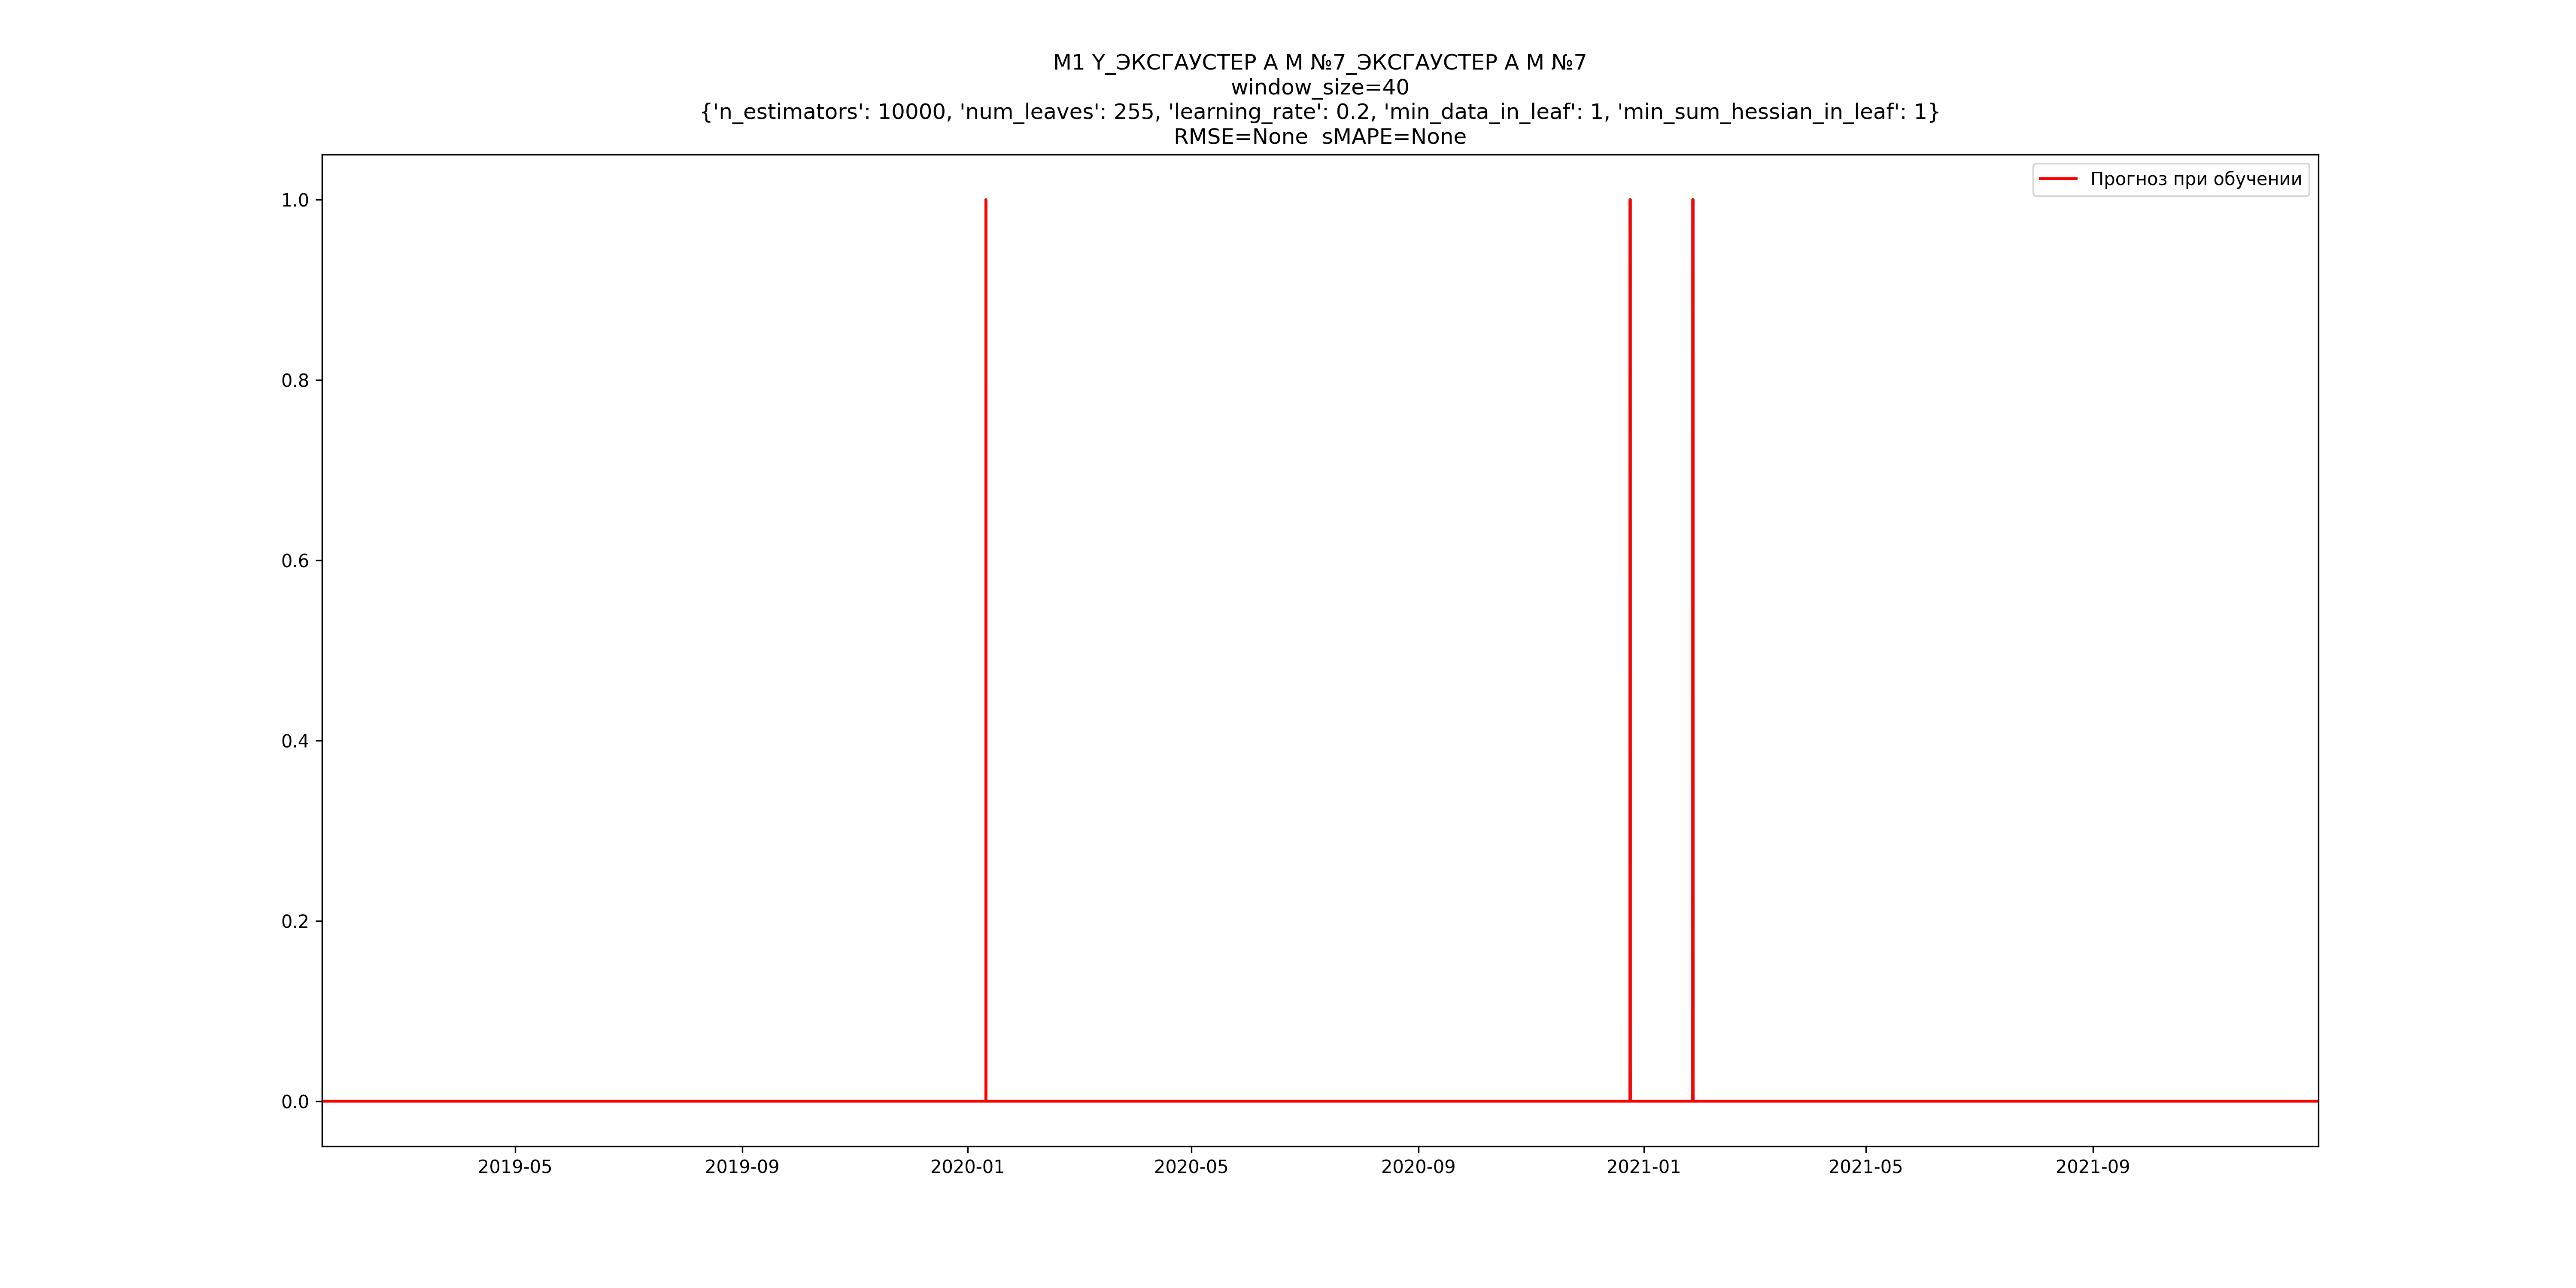 M1 Y_ЭКСГАУСТЕР А М №7_ЭКСГАУСТЕР А М №7
window_size=40
{'n_estimators': 10000, 'num_leaves': 255, 'learning_rate': 0.2, 'min_data_in_leaf': 1, 'min_sum_hessian_in_leaf': 1}
RMSE=None  sMAPE=None
Прогноз при обучении
1.0
0.8
0.6
0.4
0.2
0.0
2019-05 2019-09 2020-01 2020-05 2020-09 2021-01 2021-05 2021-09